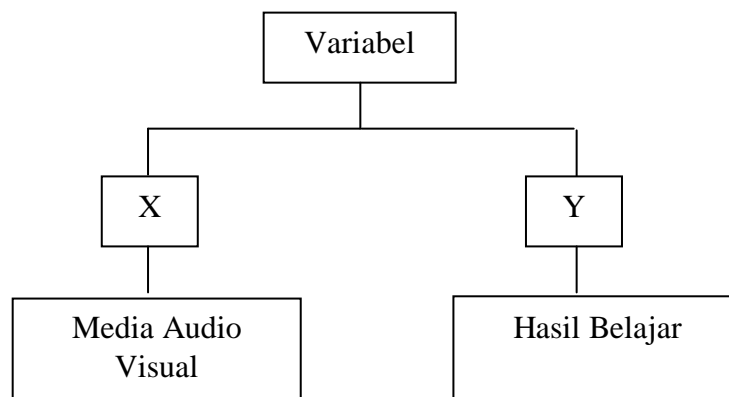 Variabel
X
Y
Media Audio
Visual
Hasil Belajar